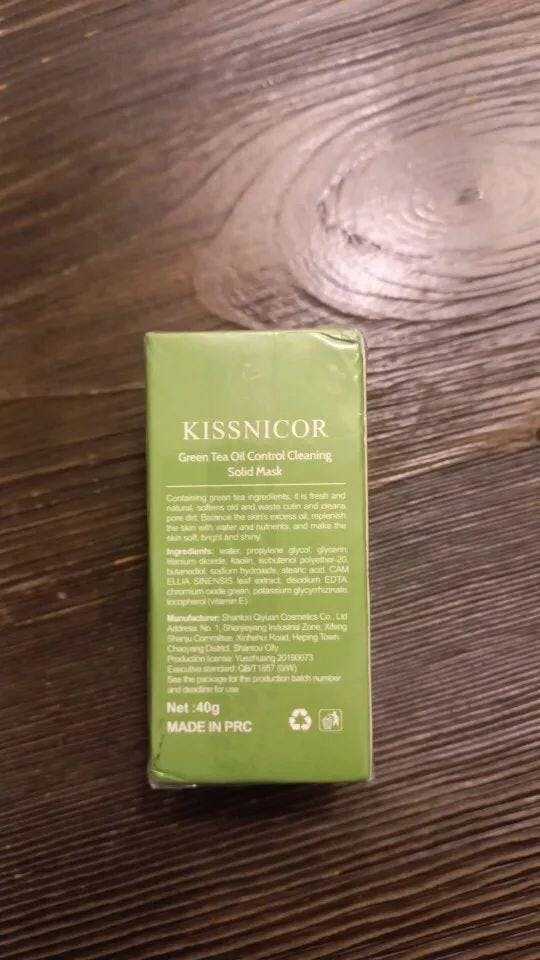 KISSNICOR
Green Tea Oil Control Cleaning
Solid Mask
Containing green tea ingredients, it is fresh and
natural, softens old and waste cutin and cleans
pore dirt. Balance the skin's excess oil, replenish
the skin with water and nutrients, and make the
skin soft, bright and shiny.
Ingredients: water, propylene glycol, glycerin,
titanium dioxide, kaolin, isobutenol polyether-20,
butanediol, sodium hydroxide, stearic acid, CAM
ELLIA SINENSIS leaf extract, disodium EDTA,
chromium oxide green, potassium glycyrrhizinate,
tocopherol (vitamin E)
Manufacturer: Shantou Qiyuan Cosmetics Co., Ltd
Address: No. 1, Shenjieyang Industrial Zone, Xifeng
Shanju Committee, Xinhehui Road, Heping Town,
Chaoyang District, Shantou City
Production license: Yuezhuang 20190673
Executive standard: QB/T1857 (O/W)
See the package for the production batch number
and deadline for use
Net :40g
MADE IN PRC